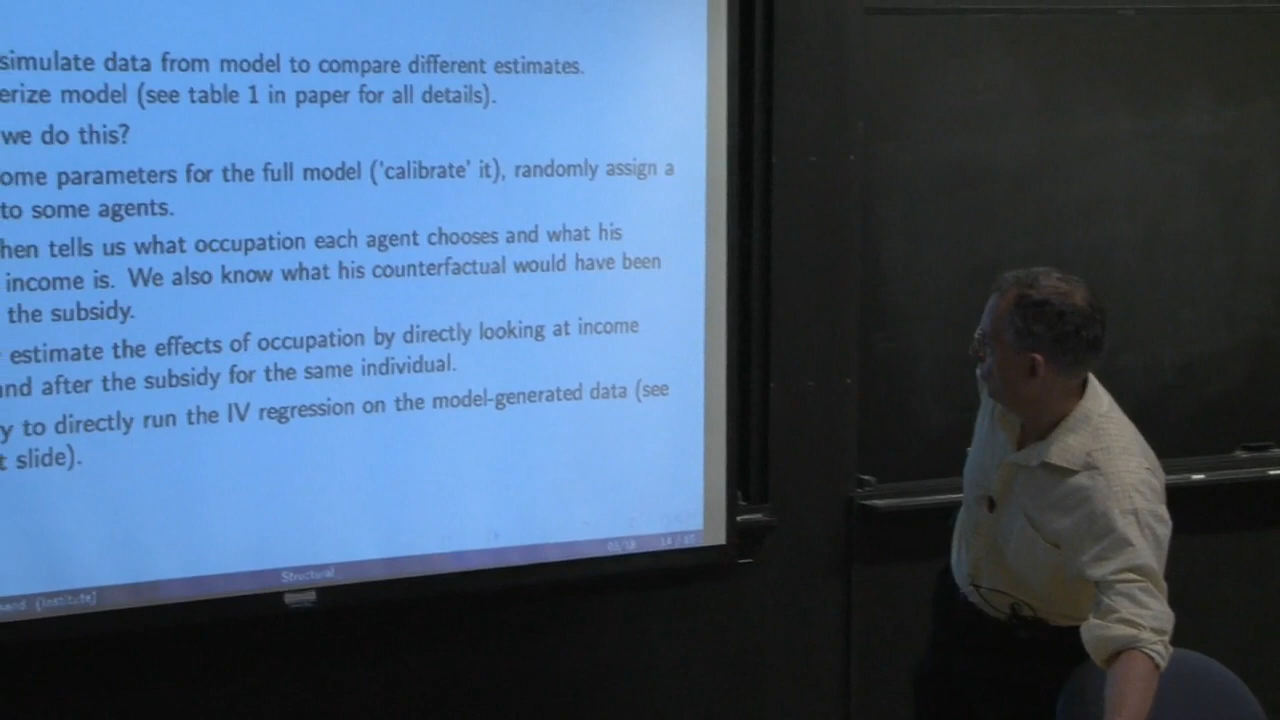 simulate data from model to compare different estimates.
erize model (see table 1 in paper for all details).
we do this?
ome parameters for the full model ('calibrate' it), randomly assign a
to some agents.
hen tells us what occupation each agent chooses and what his
income is. We also know what his counterfactual would have been
the subsidy.
estimate the effects of occupation by directly looking at income
and after the subsidy for the same individual.
y to directly run the IV regression on the model-generated data (see
t slide).
Structural
(Institute)